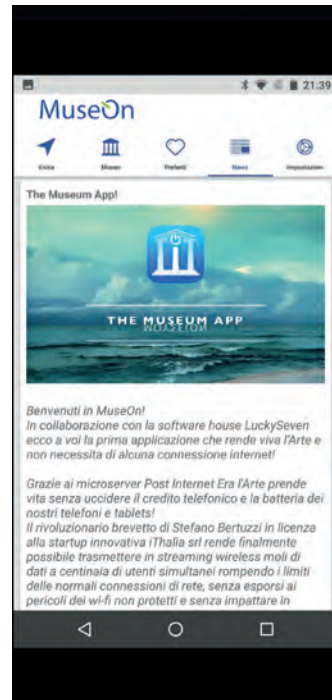 21:39
MuseOn
Visita Museo Preferiti News Impostazioni
The Museum App!
THE MUSEUM APP
Benvenuti in MuseOn!
In collaborazione con la software house LuckySeven
ecco a voi la prima applicazione che rende viva l'Arte e
non necessita di alcuna connessione internet!
Grazie ai microserver Post Internet Era l'Arte prende
vita senza uccidere il credito telefonico e la batteria dei
nostri telefoni e tablets!
Il rivoluzionario brevetto di Stefano Bertuzzi in licenza
alla startup innovativa iThalia srl rende finalmente
possibile trasmettere in streaming wireless moli di
dati a centinaia di utenti simultanei rompendo i limiti
delle normali connessioni di rete, senza esporsi ai
pericoli dei wi-fi non protetti e senza impattare in